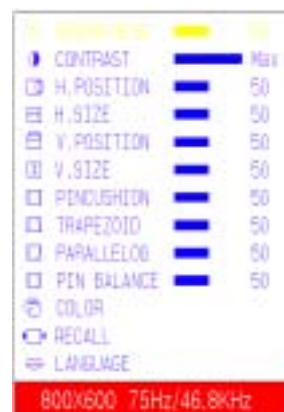 CONTRAST Max
H.POSITION 50
H.SIZE 50
V.POSITION 50
V.SIZE 50
PINCUSHION 50
TRAPEZOID 50
PARALLELOG 50
PIN BALANCE 50
COLOR
RECALL
LANGUAGE
800X600 75Hz/46.8KHz